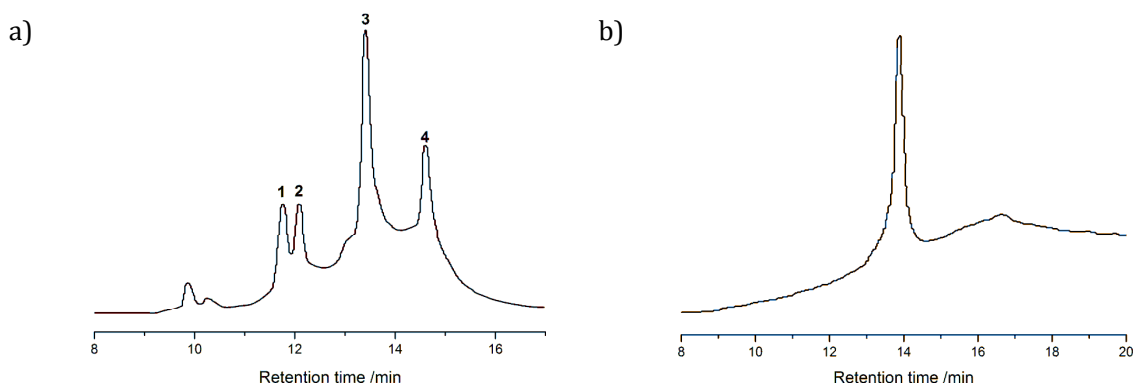 a)
b)
3
1 2
4
8 10 12 14 16
Retention time /min
8 10 12 14 16 18 20
Retention time /min